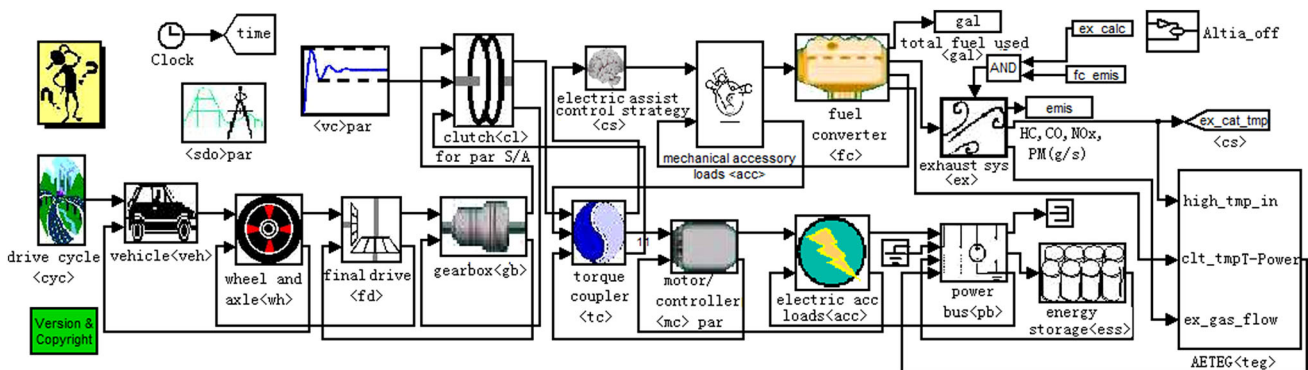 Clock
time
<vc>par
<sdo>par
clutch<cl>
for par S/A
electric assist
control strategy
<cs>
mechanical accessory
loads <acc>
fuel
converter
<fc>
gal
total fuel used
<gal>
AND
ex_calc
fc_emis
Altia_off
emis
HC, CO, NOx,
PM(g/s)
exhaust sys
<ex>
ex_cat_tmp
<cs>
drive cycle
<cyc>
vehicle<veh>
wheel and
axle<wh>
final drive
<fd>
gearbox<gb>
torque
coupler
<tc>
11
motor/
controller
<mc> par
electric acc
loads<acc>
power
bus<pb>
energy
storage<ess>
high_tmp_in
clt_tmpT-Power
ex_gas_flow
AETEG<teg>
Version &
Copyright